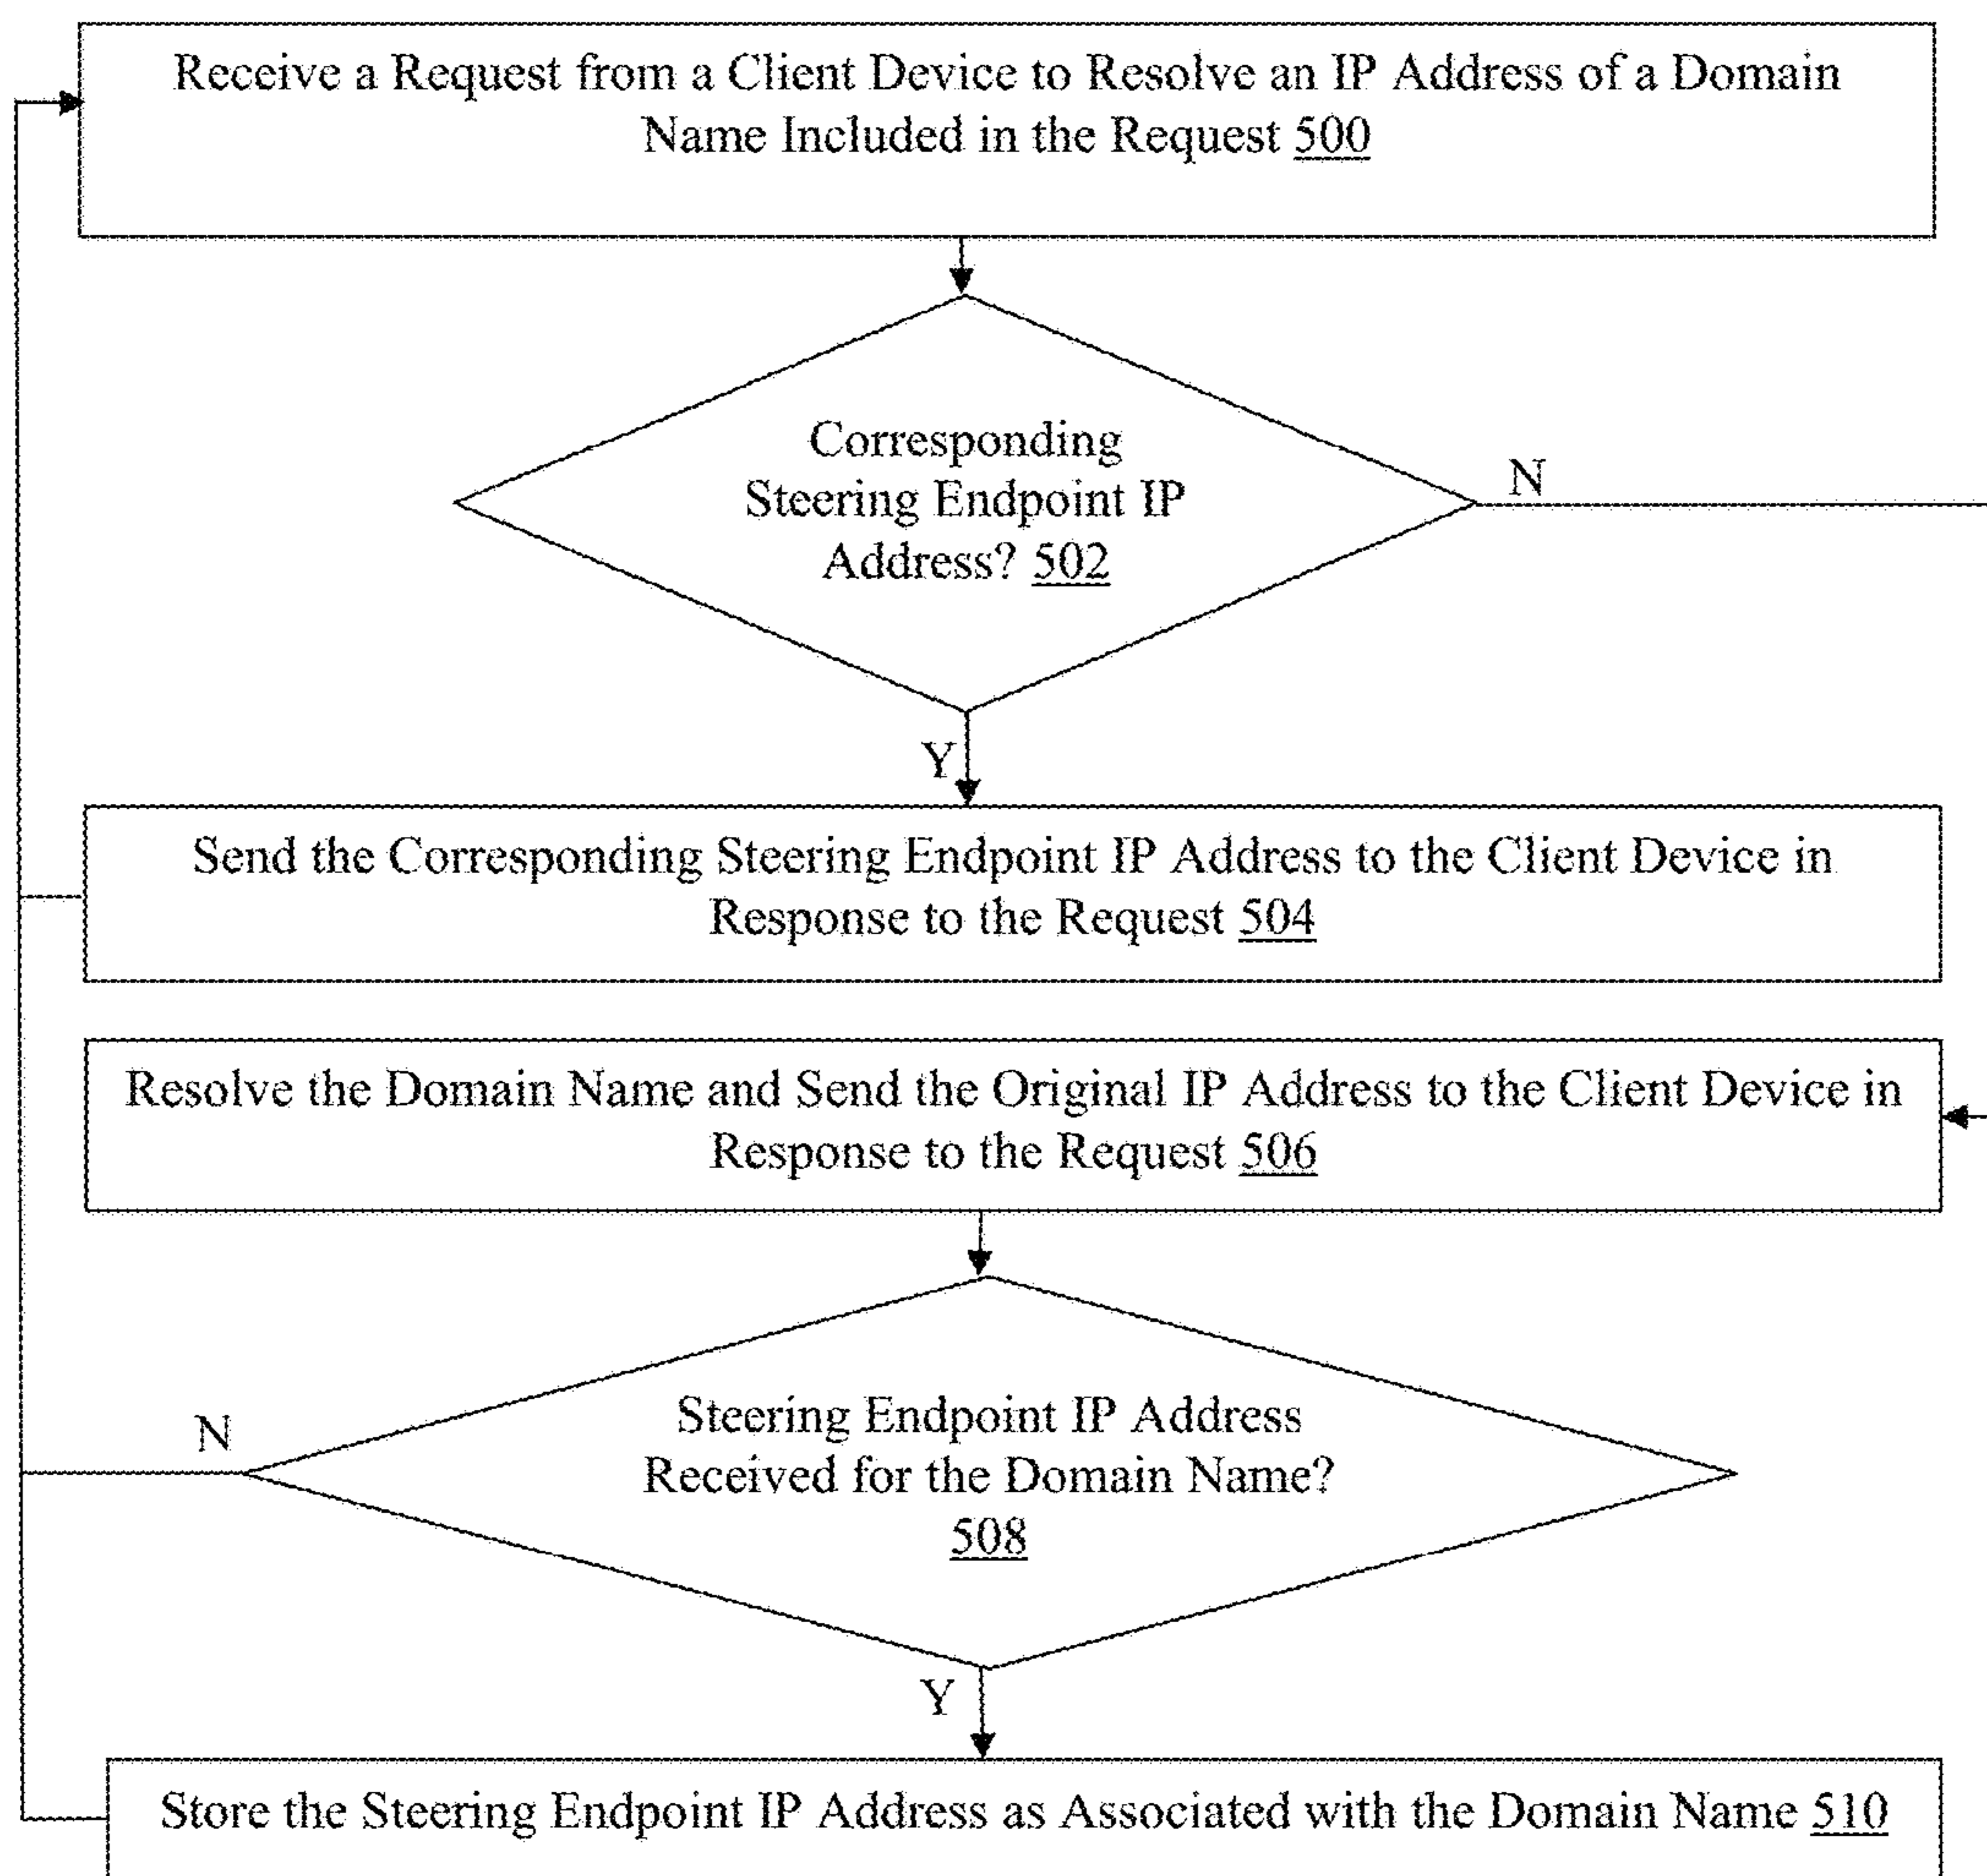 Receive a Request from a Client Device to Resolve an IP Address of a Domain
Name Included in the Request 500
Corresponding
Steering Endpoint IP
Address? 502
N
Y
Send the Corresponding Steering Endpoint IP Address to the Client Device in
Response to the Request 504
Resolve the Domain Name and Send the Original IP Address to the Client Device in
Response to the Request 506
Steering Endpoint IP Address
Received for the Domain Name?
508
N
Y
Store the Steering Endpoint IP Address as Associated with the Domain Name 510